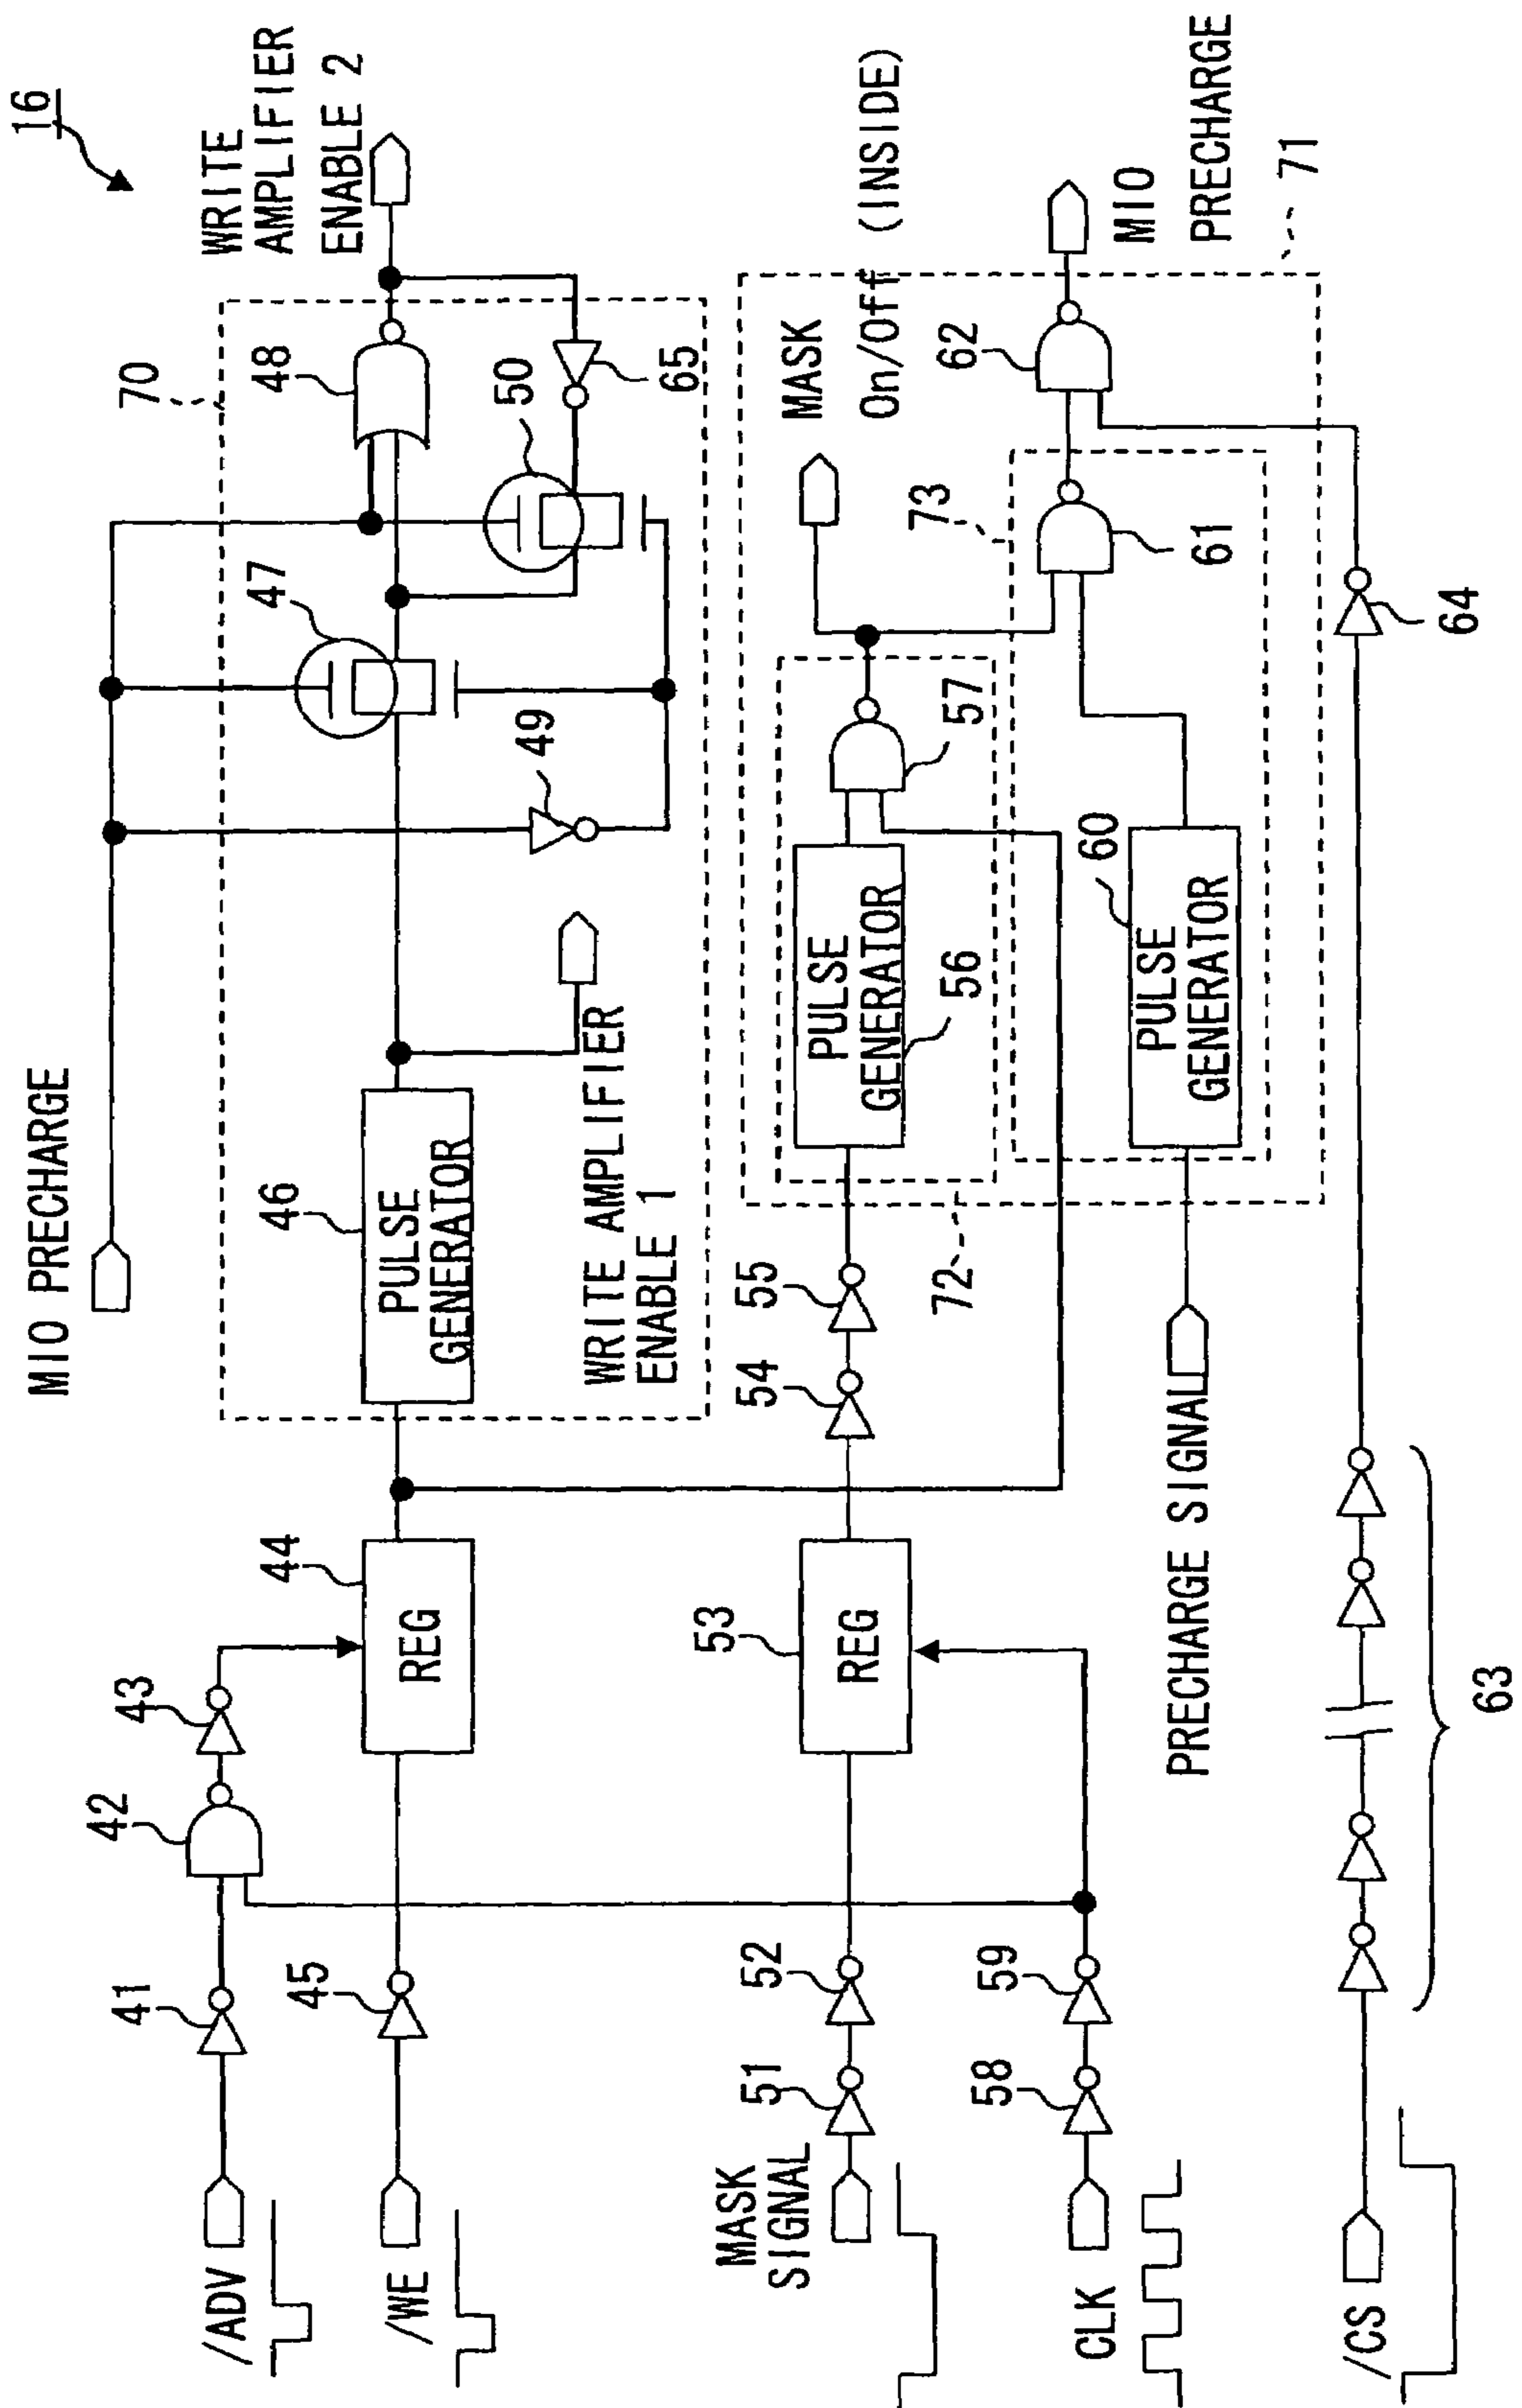 16
MIO PRECHARGE
WRITE
AMPLIFIER
ENABLE 2
70
41
42
43
/ADV
44
REG
46
PULSE
GENERATOR
47
48
49
50
65
45
/WE
WRITE AMPLIFIER
ENABLE 1
MASK
SIGNAL
51
52
53
REG
54
55
72
PULSE
GENERATOR
56
57
MASK
On/Off (INSIDE)
CLK
58
59
PRECHARGE SIGNAL
60
PULSE
GENERATOR
73
61
62
MIO
PRECHARGE
71
/CS
63
64